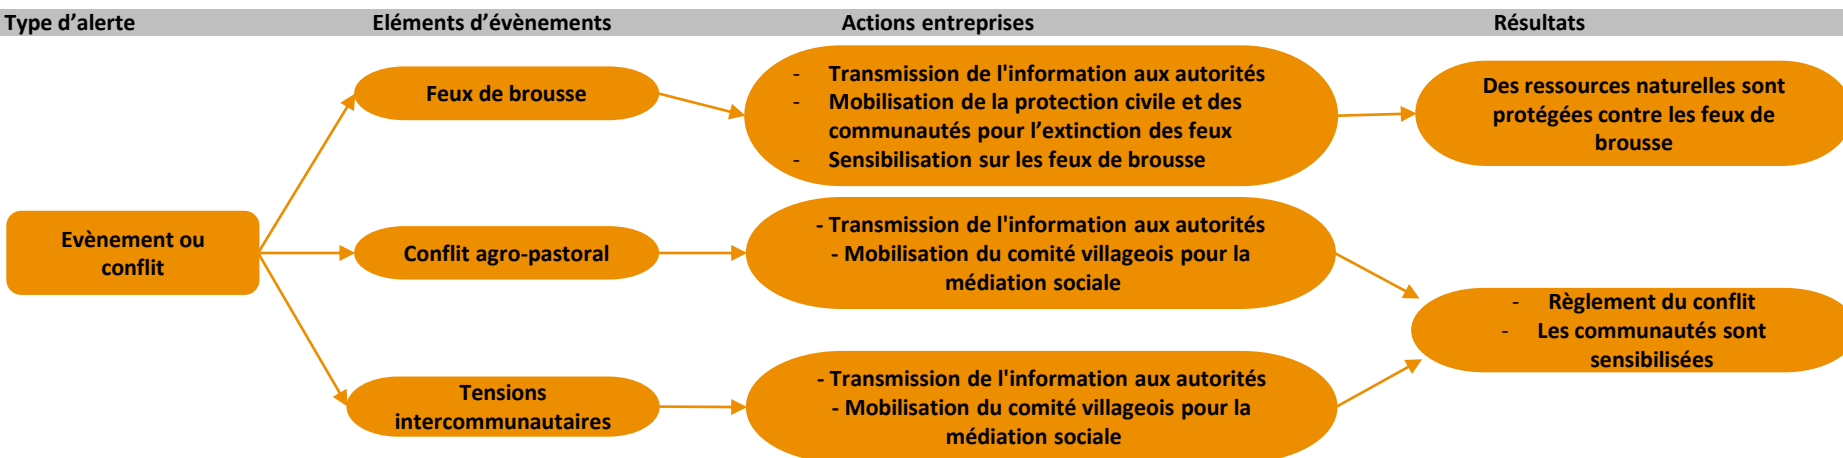 Type d’alerte Eléments d’évènements Actions entreprises Résultats
Feux de brousse
- Transmission de l'information aux autorités
- Mobilisation de la protection civile et des
communautés pour l’extinction des feux
- Sensibilisation sur les feux de brousse
Des ressources naturelles sont
protégées contre les feux de
brousse
Evènement ou
conflit
Conflit agro-pastoral
- Transmission de l'information aux autorités
- Mobilisation du comité villageois pour la
médiation sociale
- Règlement du conflit
- Les communautés sont
sensibilisées
Tensions
intercommunautaires
- Transmission de l'information aux autorités
- Mobilisation du comité villageois pour la
médiation sociale